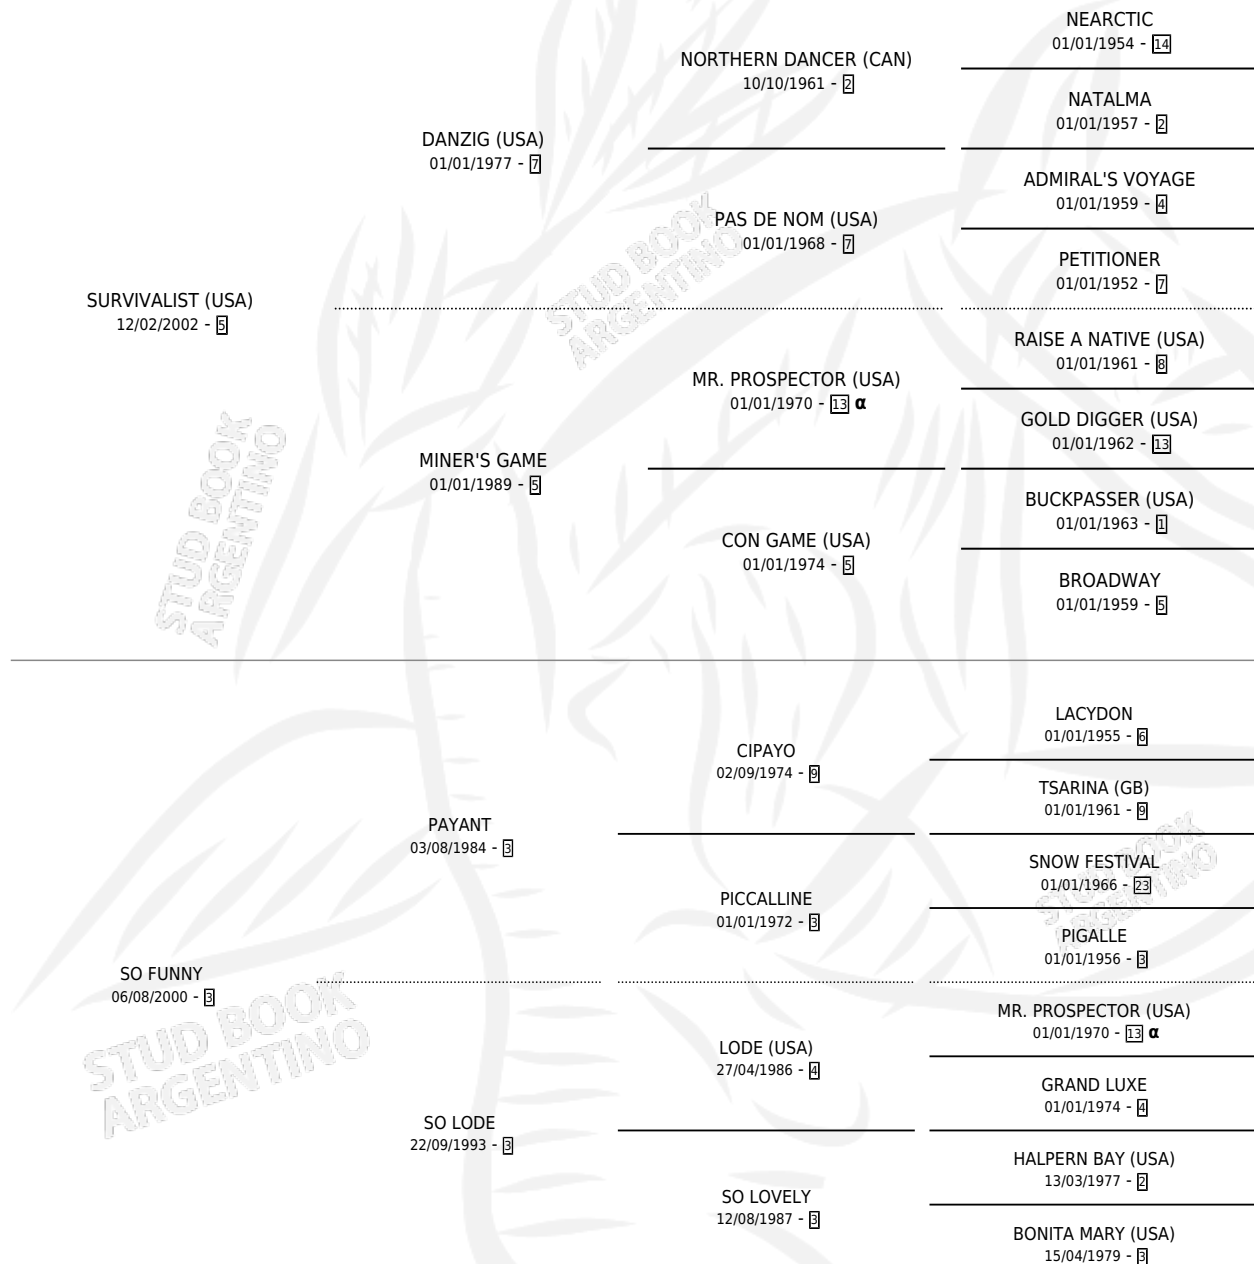 NEARCTIC
01/01/1954 - 14
NORTHERN DANCER (CAN)
10/10/1961 - 2
NATALMA
01/01/1957 - 2
DANZIG (USA)
01/01/1977 - 7
ADMIRAL'S VOYAGE
01/01/1959 - 4
PAS DE NOM (USA)
01/01/1968 - 7
PETITIONER
01/01/1952 - 7
SURVIVALIST (USA)
12/02/2002 - 5
RAISE A NATIVE (USA)
01/01/1961 - 8
MR. PROSPECTOR (USA)
01/01/1970 - 13 α
GOLD DIGGER (USA)
01/01/1962 - 13
MINER'S GAME
01/01/1989 - 5
BUCKPASSER (USA)
01/01/1963 - 1
CON GAME (USA)
01/01/1974 - 5
BROADWAY
01/01/1959 - 5
LACYDON
01/01/1955 - 6
CIPAYO
02/09/1974 - 9
TSARINA (GB)
01/01/1961 - 9
PAYANT
03/08/1984 - 3
SNOW FESTIVAL
01/01/1966 - 23
PICCALLINE
01/01/1972 - 3
PIGALLE
01/01/1956 - 3
SO FUNNY
06/08/2000 - 3
MR. PROSPECTOR (USA)
01/01/1970 - 13 α
LODE (USA)
27/04/1986 - 4
GRAND LUXE
01/01/1974 - 4
SO LODE
22/09/1993 - 3
HALPERN BAY (USA)
13/03/1977 - 2
SO LOVELY
12/08/1987 - 3
BONITA MARY (USA)
15/04/1979 - 3
STUD BOOK
ARGENTINO
STUD BOOK
ARGENTINO
STUD BOOK
ARGENTINO
STUD BOOK
ARGENTINO